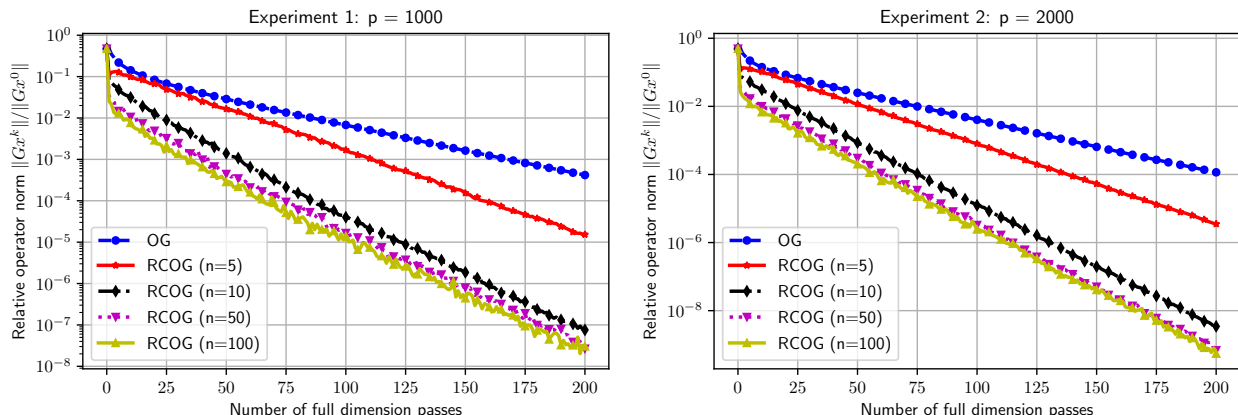 Experiment 1: p = 1000
Relative operator norm ||Gx^k||/||Gx^0||
10^0
10^-1
10^-2
10^-3
10^-4
10^-5
10^-6
10^-7
10^-8
OG
RCOG (n=5)
RCOG (n=10)
RCOG (n=50)
RCOG (n=100)
0 25 50 75 100 125 150 175 200
Number of full dimension passes
Experiment 2: p = 2000
Relative operator norm ||Gx^k||/||Gx^0||
10^0
10^-2
10^-4
10^-6
10^-8
OG
RCOG (n=5)
RCOG (n=10)
RCOG (n=50)
RCOG (n=100)
0 25 50 75 100 125 150 175 200
Number of full dimension passes